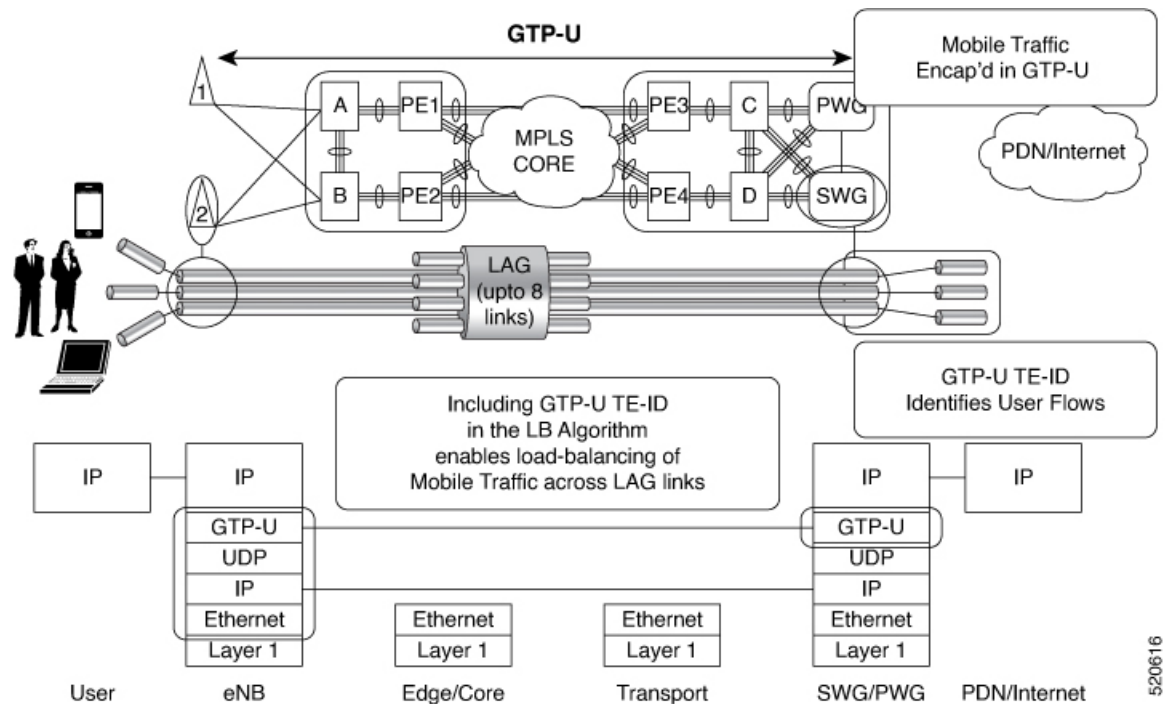 GTP-U
Mobile Traffic
Encap'd in GTP-U
1
A
PE1
MPLS
CORE
PE3
C
PWG
PDN/Internet
2
B
PE2
PE4
D
SWG
LAG
(upto 8
links)
GTP-U TE-ID
Identifies User Flows
Including GTP-U TE-ID
in the LB Algorithm
enables load-balancing of
Mobile Traffic across LAG links
IP
IP
IP
IP
GTP-U
GTP-U
UDP
UDP
IP
IP
Ethernet
Ethernet
Ethernet
Ethernet
Layer 1
Layer 1
Layer 1
Layer 1
User
eNB
Edge/Core
Transport
SWG/PWG
PDN/Internet
520616